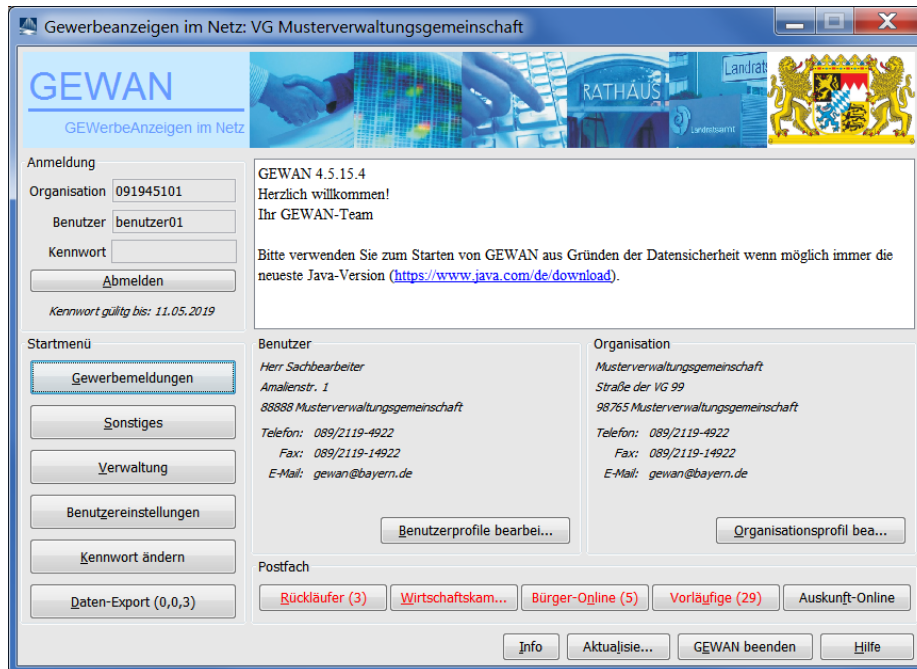 Gewerbeanzeigen im Netz: VG Musterverwaltungsgemeinschaft
GEWAN
GEWerbeAnzeigen im Netz
RATHAUS
Landrats
Landratsamt
Anmeldung
Organisation 091945101
Benutzer benutzer01
Kennwort
Abmelden
Kennwort gültig bis: 11.05.2019
GEWAN 4.5.15.4
Herzlich willkommen!
Ihr GEWAN-Team
Bitte verwenden Sie zum Starten von GEWAN aus Gründen der Datensicherheit wenn möglich immer die
neueste Java-Version (https://www.java.com/de/download).
Startmenü
Gewerbemeldungen
Sonstiges
Verwaltung
Benutzereinstellungen
Kennwort ändern
Daten-Export (0,0,3)
Benutzer
Herr Sachbearbeiter
Amalienstr. 1
88888 Musterverwaltungsgemeinschaft
Telefon: 089/2119-4922
Fax: 089/2119-14922
E-Mail: gewan@bayern.de
Benutzerprofile bearbei...
Organisation
Musterverwaltungsgemeinschaft
Straße der VG 99
98765 Musterverwaltungsgemeinschaft
Telefon: 089/2119-4922
Fax: 089/2119-14922
E-Mail: gewan@bayern.de
Organisationsprofil bea...
Postfach
Rückläufer (3)
Wirtschaftskam...
Bürger-Online (5)
Vorläufige (29)
Auskunft-Online
Info
Aktualisie...
GEWAN beenden
Hilfe